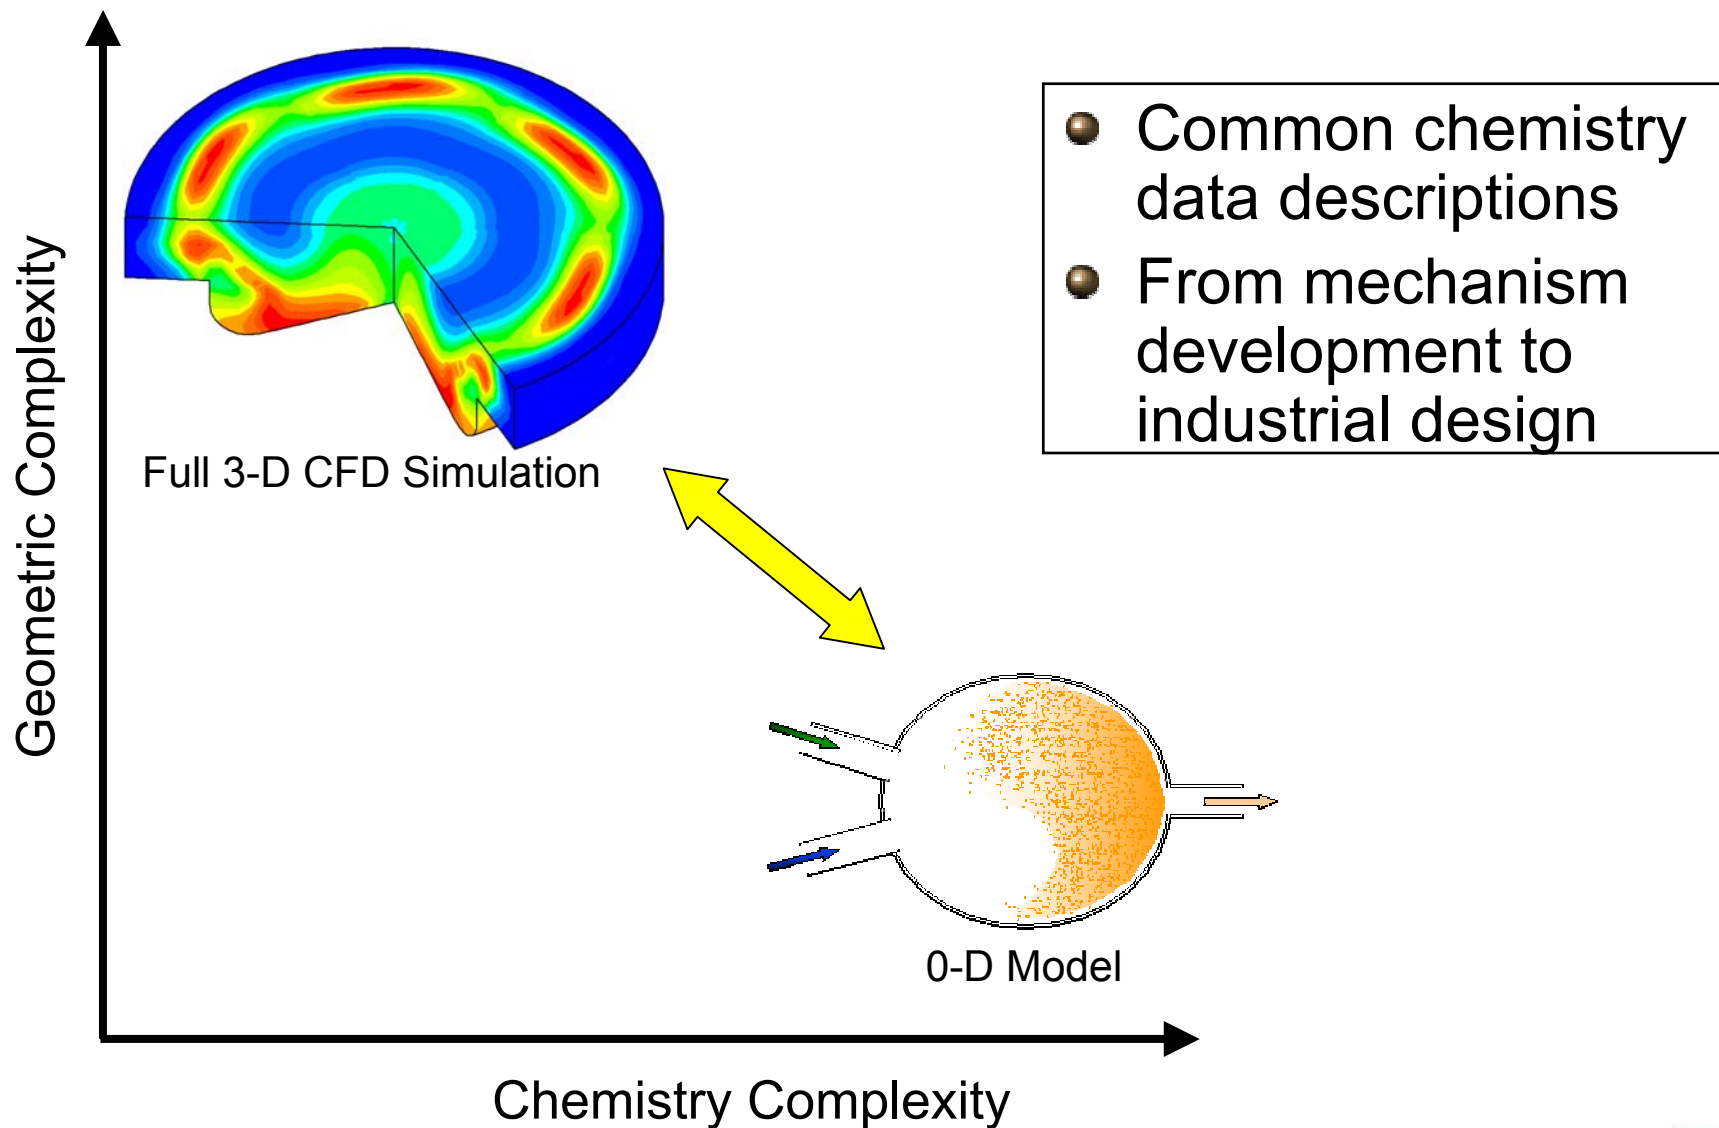 Geometric Complexity
Common chemistry
data descriptions
From mechanism
development to
industrial design
Full 3-D CFD Simulation
0-D Model
Chemistry Complexity